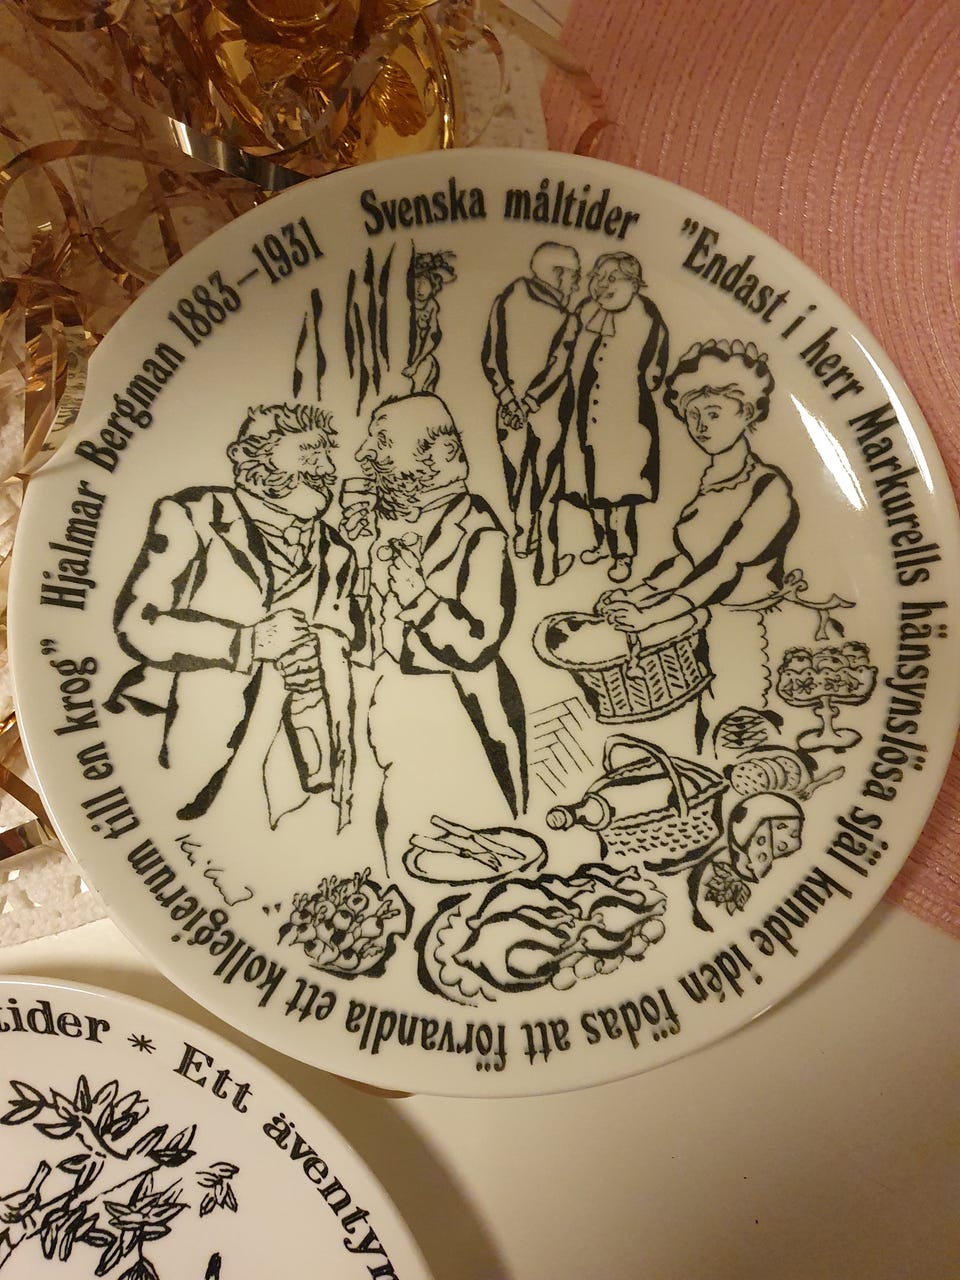 Svenska måltider
"Endast i herr Markurells hänsynslösa själ kunde idén födas att förvandla ett kollegierum till en krog"
Hjalmar Bergman 1883–1931
tider * Ett äventyr